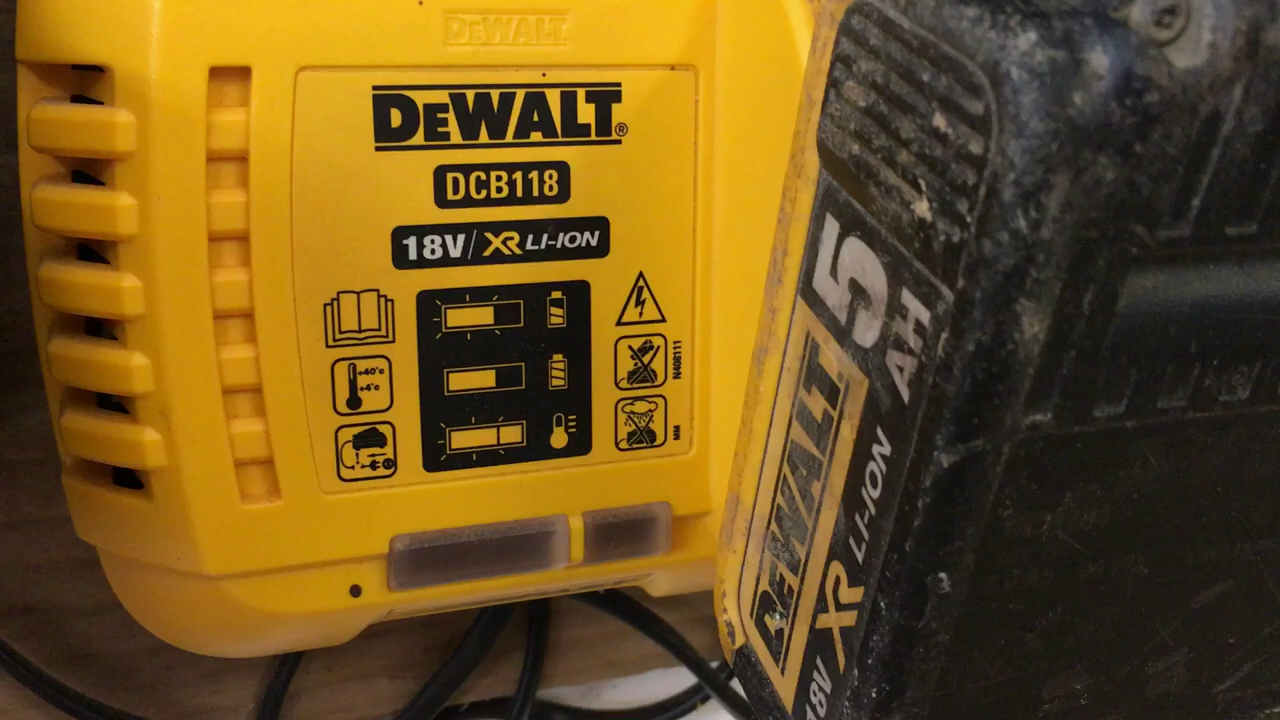 DEWALT
DEWALT®
DCB118
18V/XR LI-ION
+40°C
+4°C
N408111
MM
5
AH
DEWALT
18V XR LI-ION